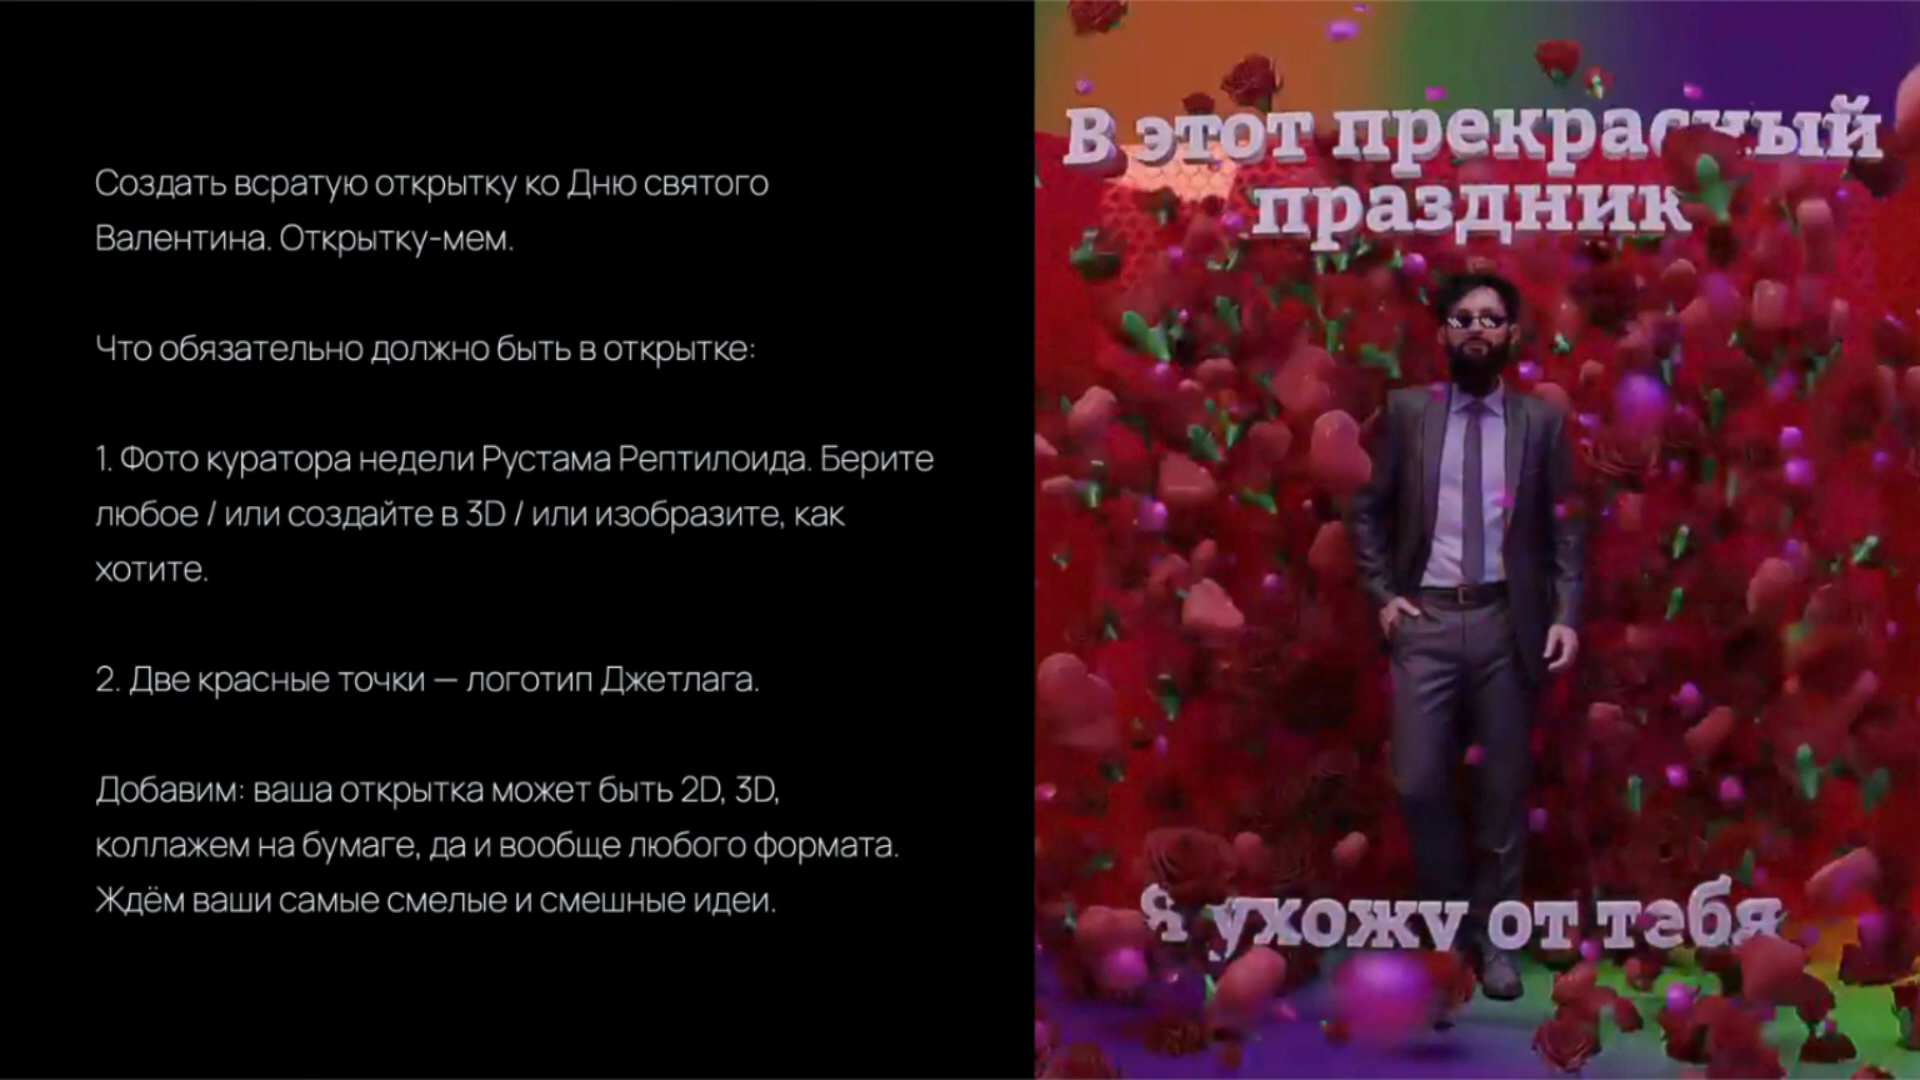 Создать всратую открытку ко Дню святого
Валентина. Открытку-мем.
Что обязательно должно быть в открытке:
1. Фото куратора недели Рустама Рептилоида. Берите
любое / или создайте в 3D / или изобразите, как
хотите.
2. Две красные точки — логотип Джетлага.
Добавим: ваша открытка может быть 2D, 3D,
коллажем на бумаге, да и вообще любого формата.
Ждём ваши самые смелые и смешные идеи.
В этот прекрасный
праздник
я ухожу от тебя